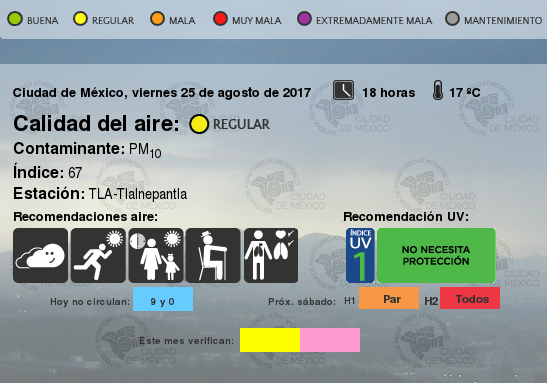 BUENA REGULAR MALA MUY MALA EXTREMADAMENTE MALA MANTENIMIENTO
Ciudad de México, viernes 25 de agosto de 2017 18 horas 17 ºC
Calidad del aire: REGULAR
Contaminante: PM10
Índice: 67
Estación: TLA-Tlalnepantla
Recomendaciones aire: Recomendación UV:
ÍNDICE
UV
1
NO NECESITA
PROTECCIÓN
Hoy no circulan: 9 y 0 Próx. sábado: H1 Par H2 Todos
Este mes verifican:
CIUDAD
DE MÉXICO